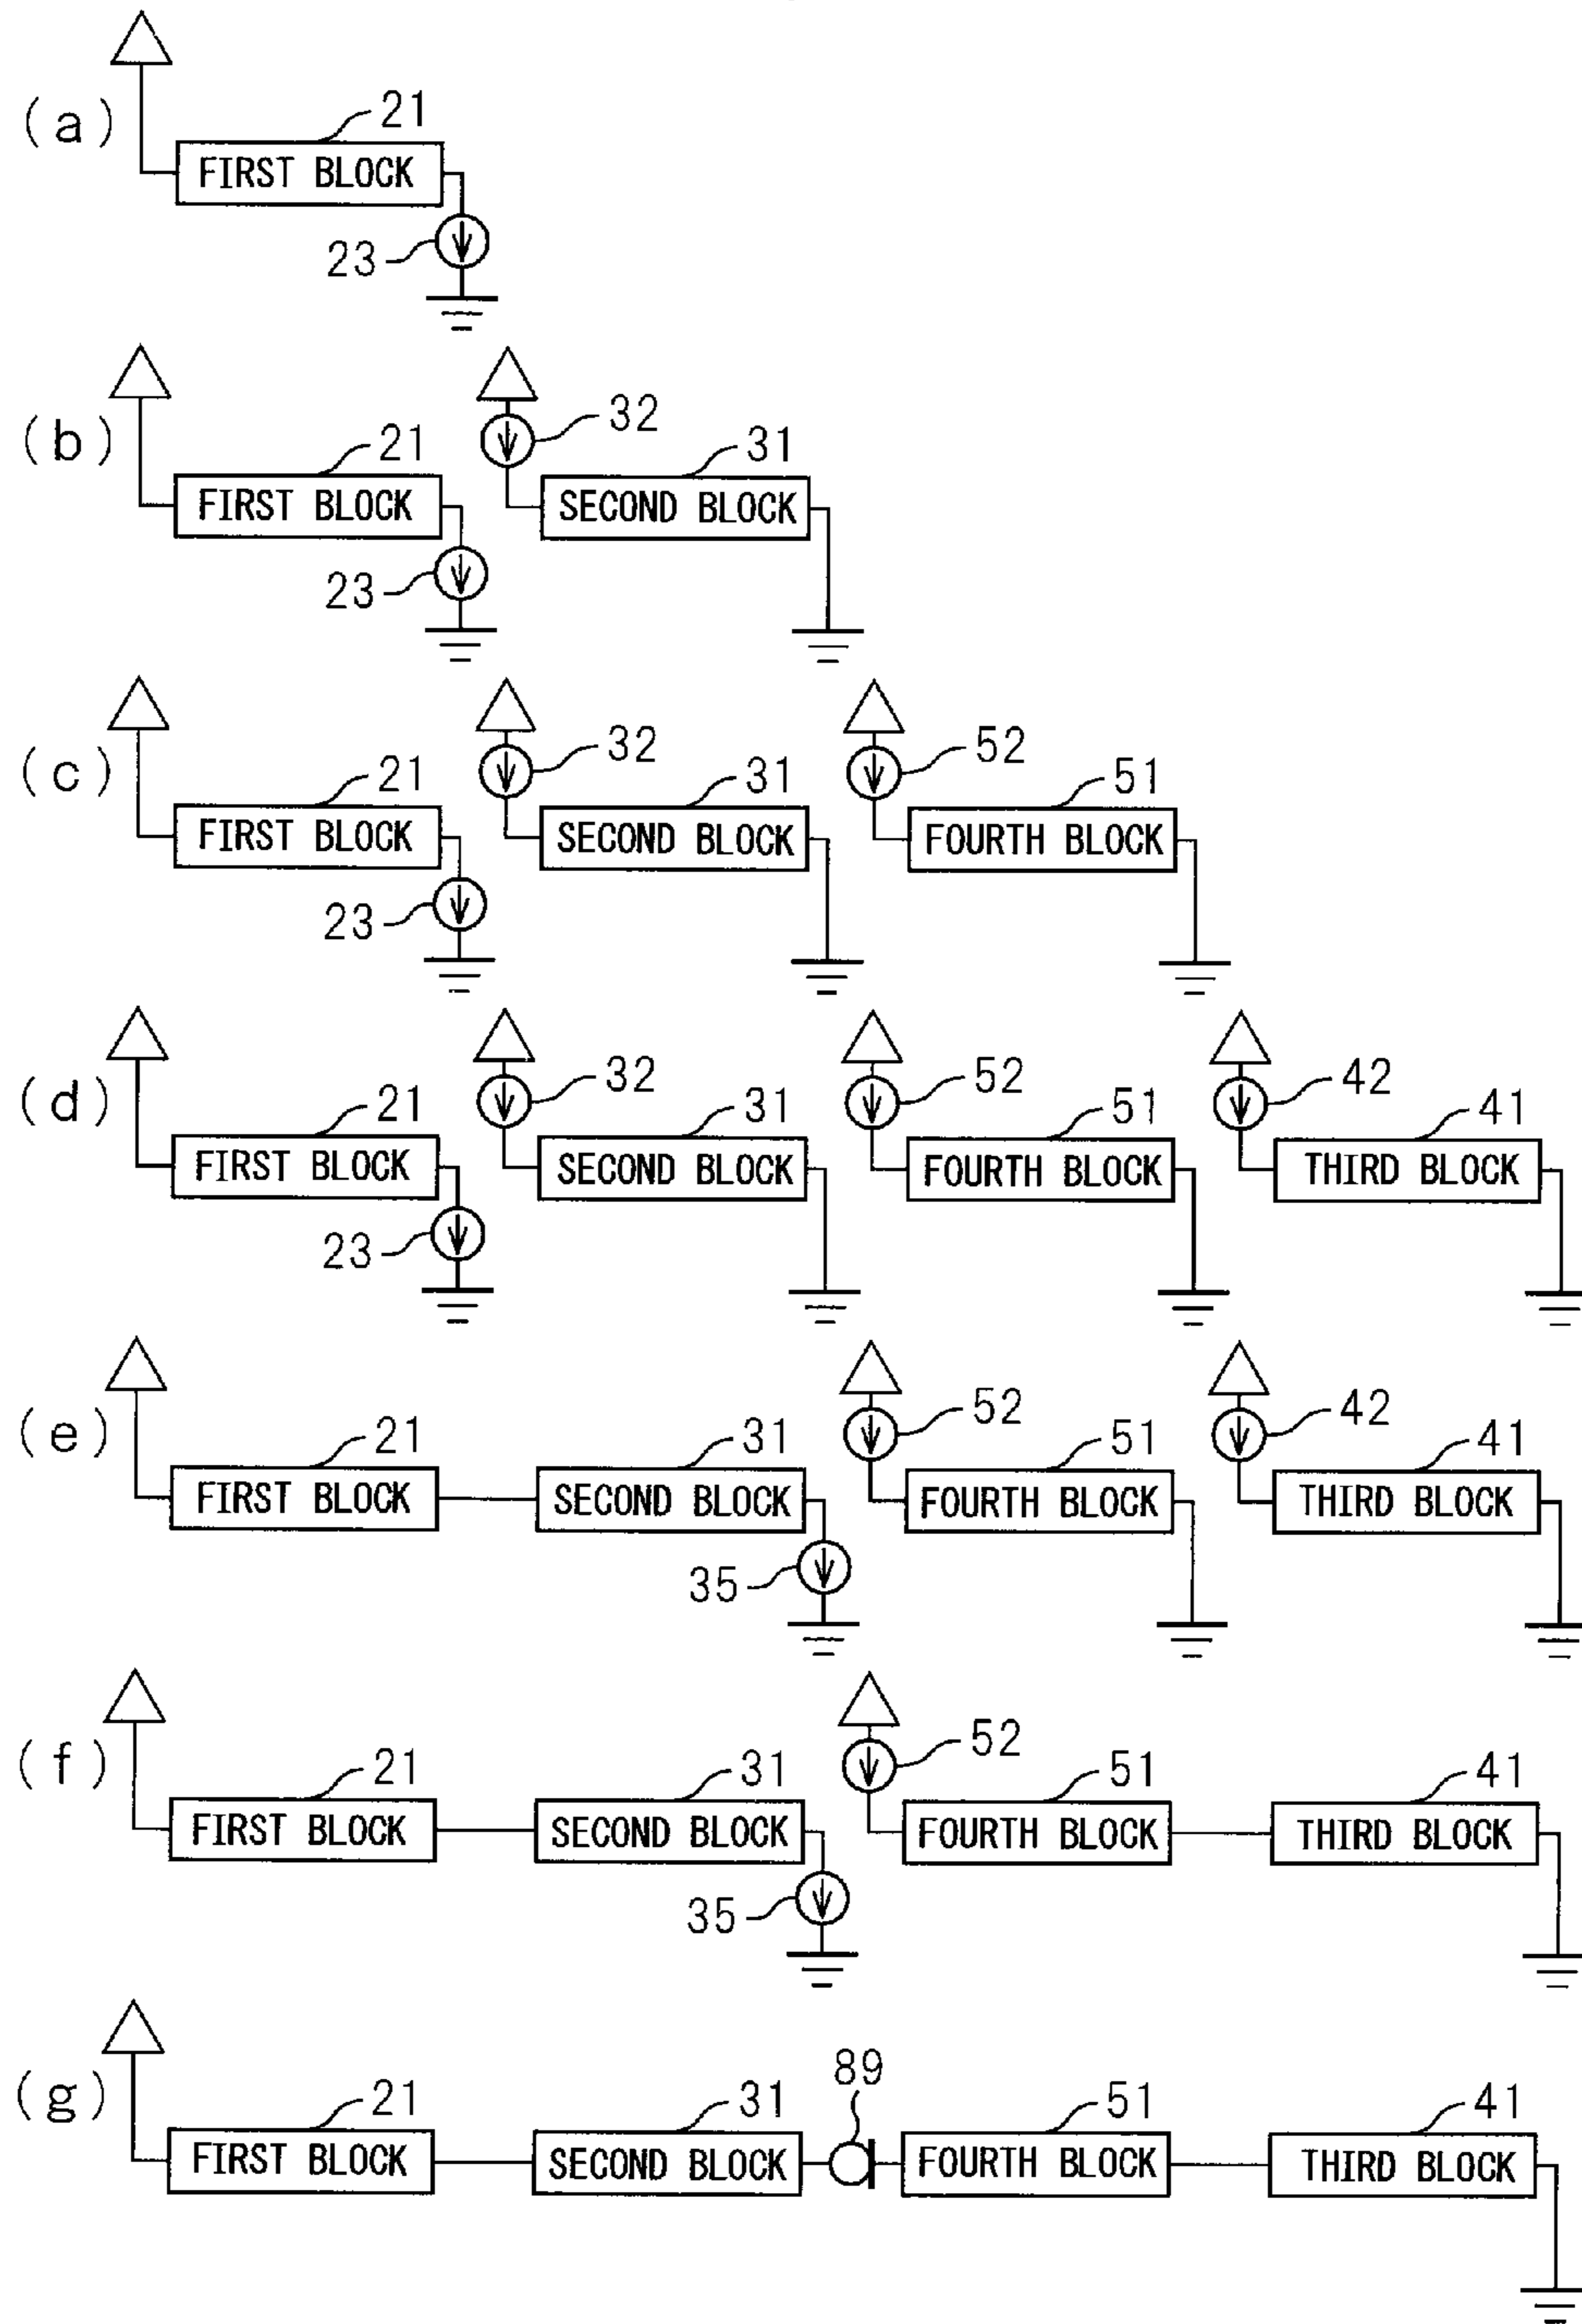 (a)
21
FIRST BLOCK
23
(b)
32
21
31
FIRST BLOCK
SECOND BLOCK
23
(c)
32
52
21
31
51
FIRST BLOCK
SECOND BLOCK
FOURTH BLOCK
23
(d)
32
52
42
21
31
51
41
FIRST BLOCK
SECOND BLOCK
FOURTH BLOCK
THIRD BLOCK
23
(e)
52
42
21
31
51
41
FIRST BLOCK
SECOND BLOCK
FOURTH BLOCK
THIRD BLOCK
35
(f)
52
21
31
51
41
FIRST BLOCK
SECOND BLOCK
FOURTH BLOCK
THIRD BLOCK
35
(g)
89
21
31
51
41
FIRST BLOCK
SECOND BLOCK
FOURTH BLOCK
THIRD BLOCK